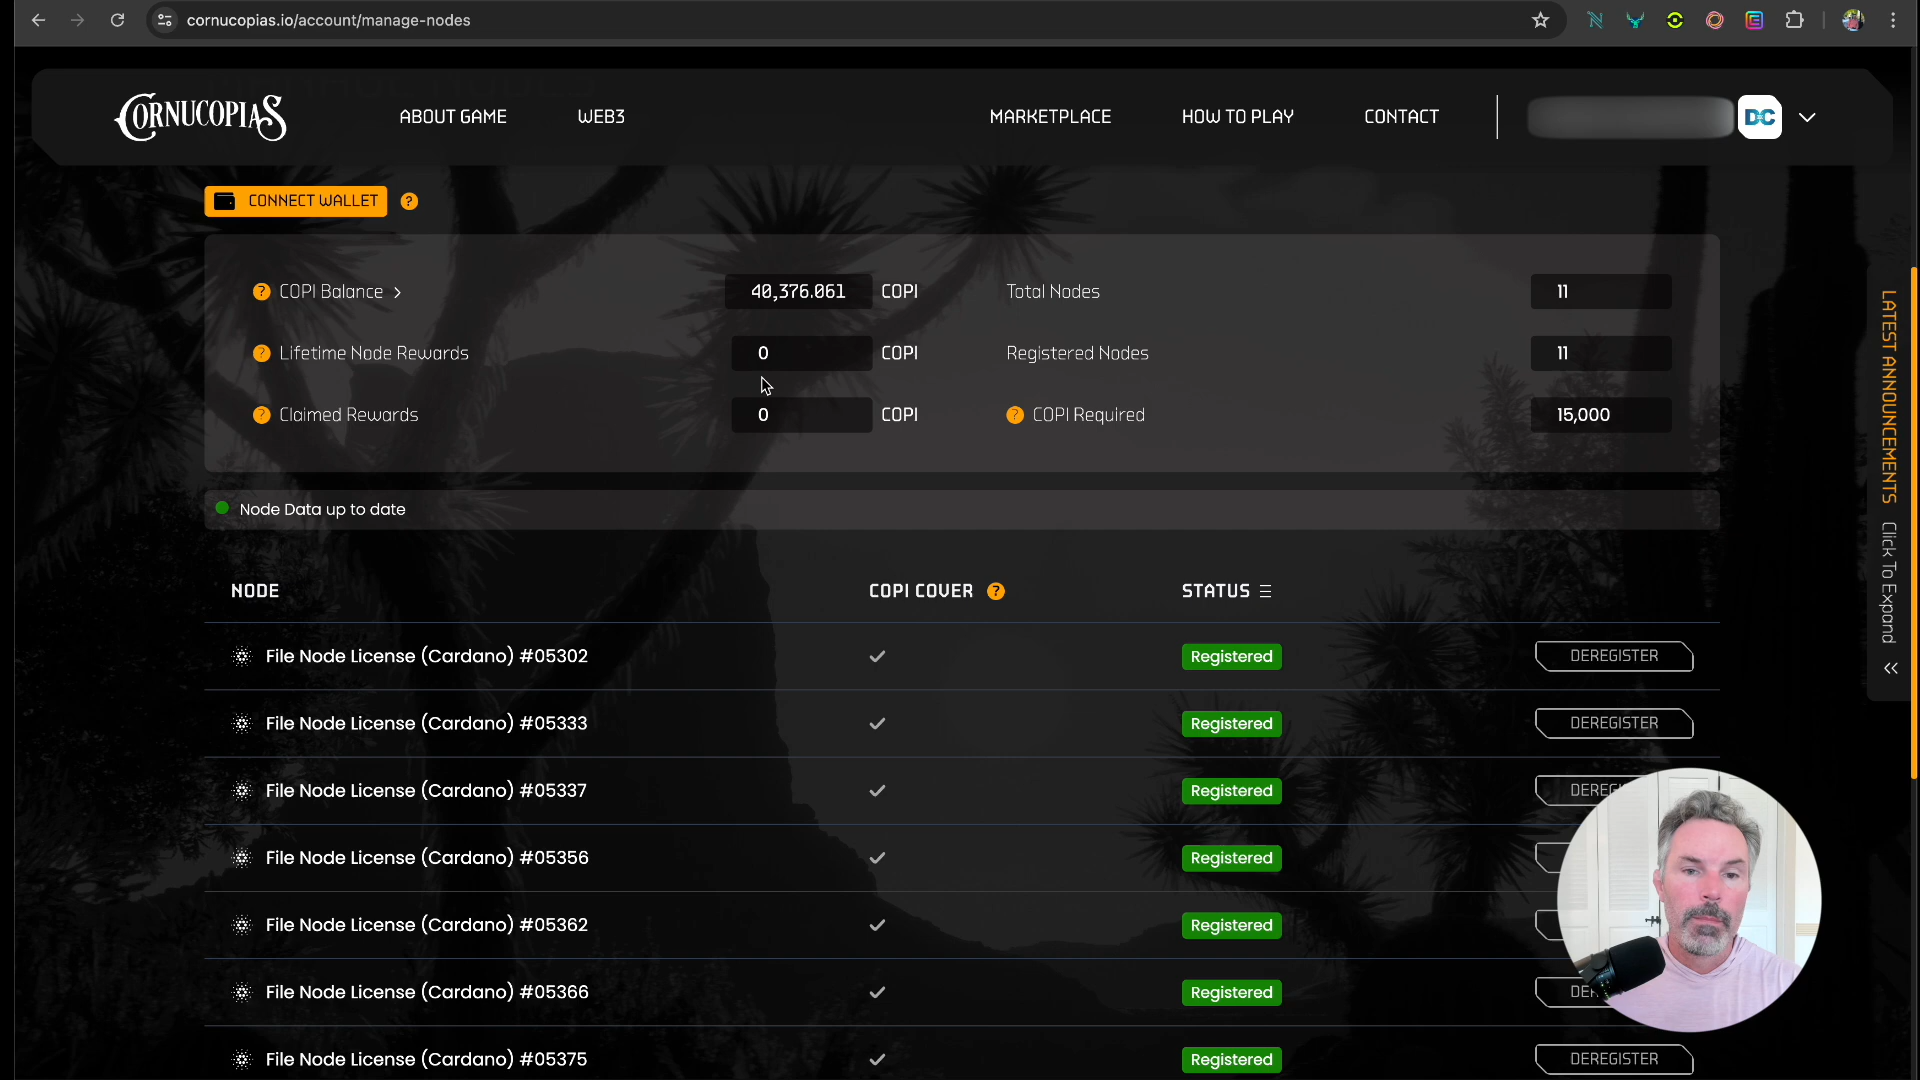 cornucopias.io/account/manage-nodes
CORNUCOPIAS
ABOUT GAME
WEB3
MARKETPLACE
HOW TO PLAY
CONTACT
DC
CONNECT WALLET ?
? COPI Balance > 40,376.061 COPI
Total Nodes 11
? Lifetime Node Rewards 0 COPI
Registered Nodes 11
? Claimed Rewards 0 COPI
? COPI Required 15,000
LATEST ANNOUNCEMENTS Click To Expand
Node Data up to date
NODE COPI COVER ? STATUS
File Node License (Cardano) #05302 Registered DEREGISTER
File Node License (Cardano) #05333 Registered DEREGISTER
File Node License (Cardano) #05337 Registered DEREG
File Node License (Cardano) #05356 Registered
File Node License (Cardano) #05362 Registered
File Node License (Cardano) #05366 Registered DE
File Node License (Cardano) #05375 Registered DEREGISTER